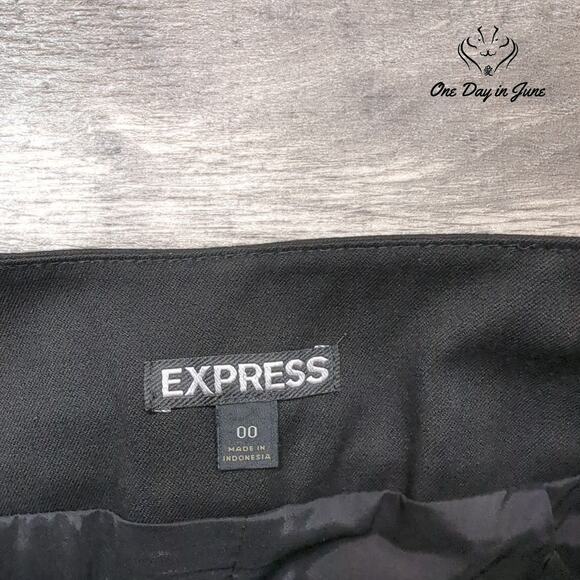 One Day in June
EXPRESS
00
MADE IN
INDONESIA